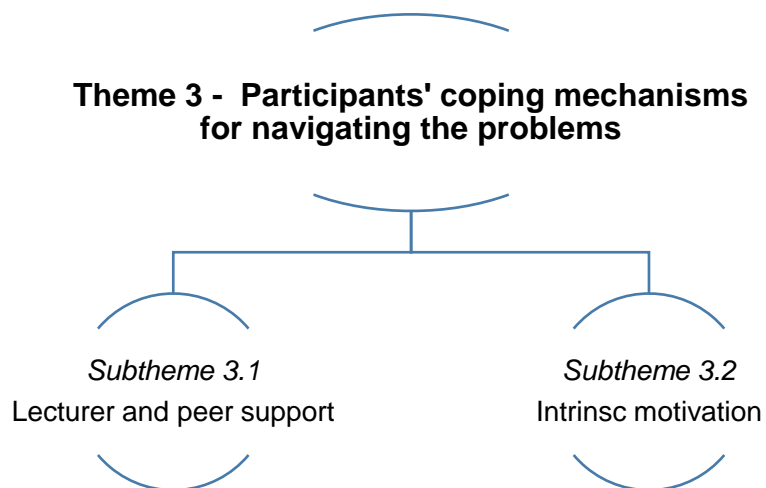 Theme 3 - Participants' coping mechanisms
for navigating the problems
Subtheme 3.1
Lecturer and peer support
Subtheme 3.2
Intrinsc motivation